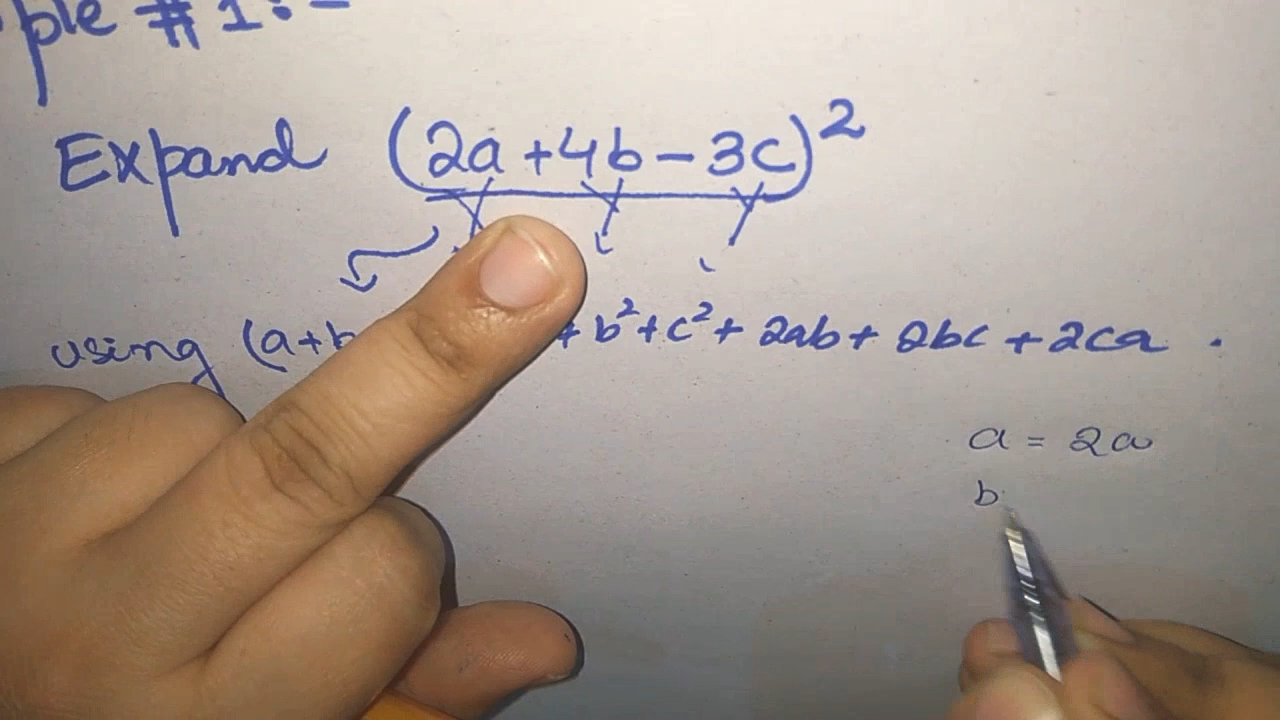 ple #1:-
Expand (2a + 4b - 3c)²
using (a+b + b² + c² + 2ab + 2bc + 2ca .
a = 2a
b